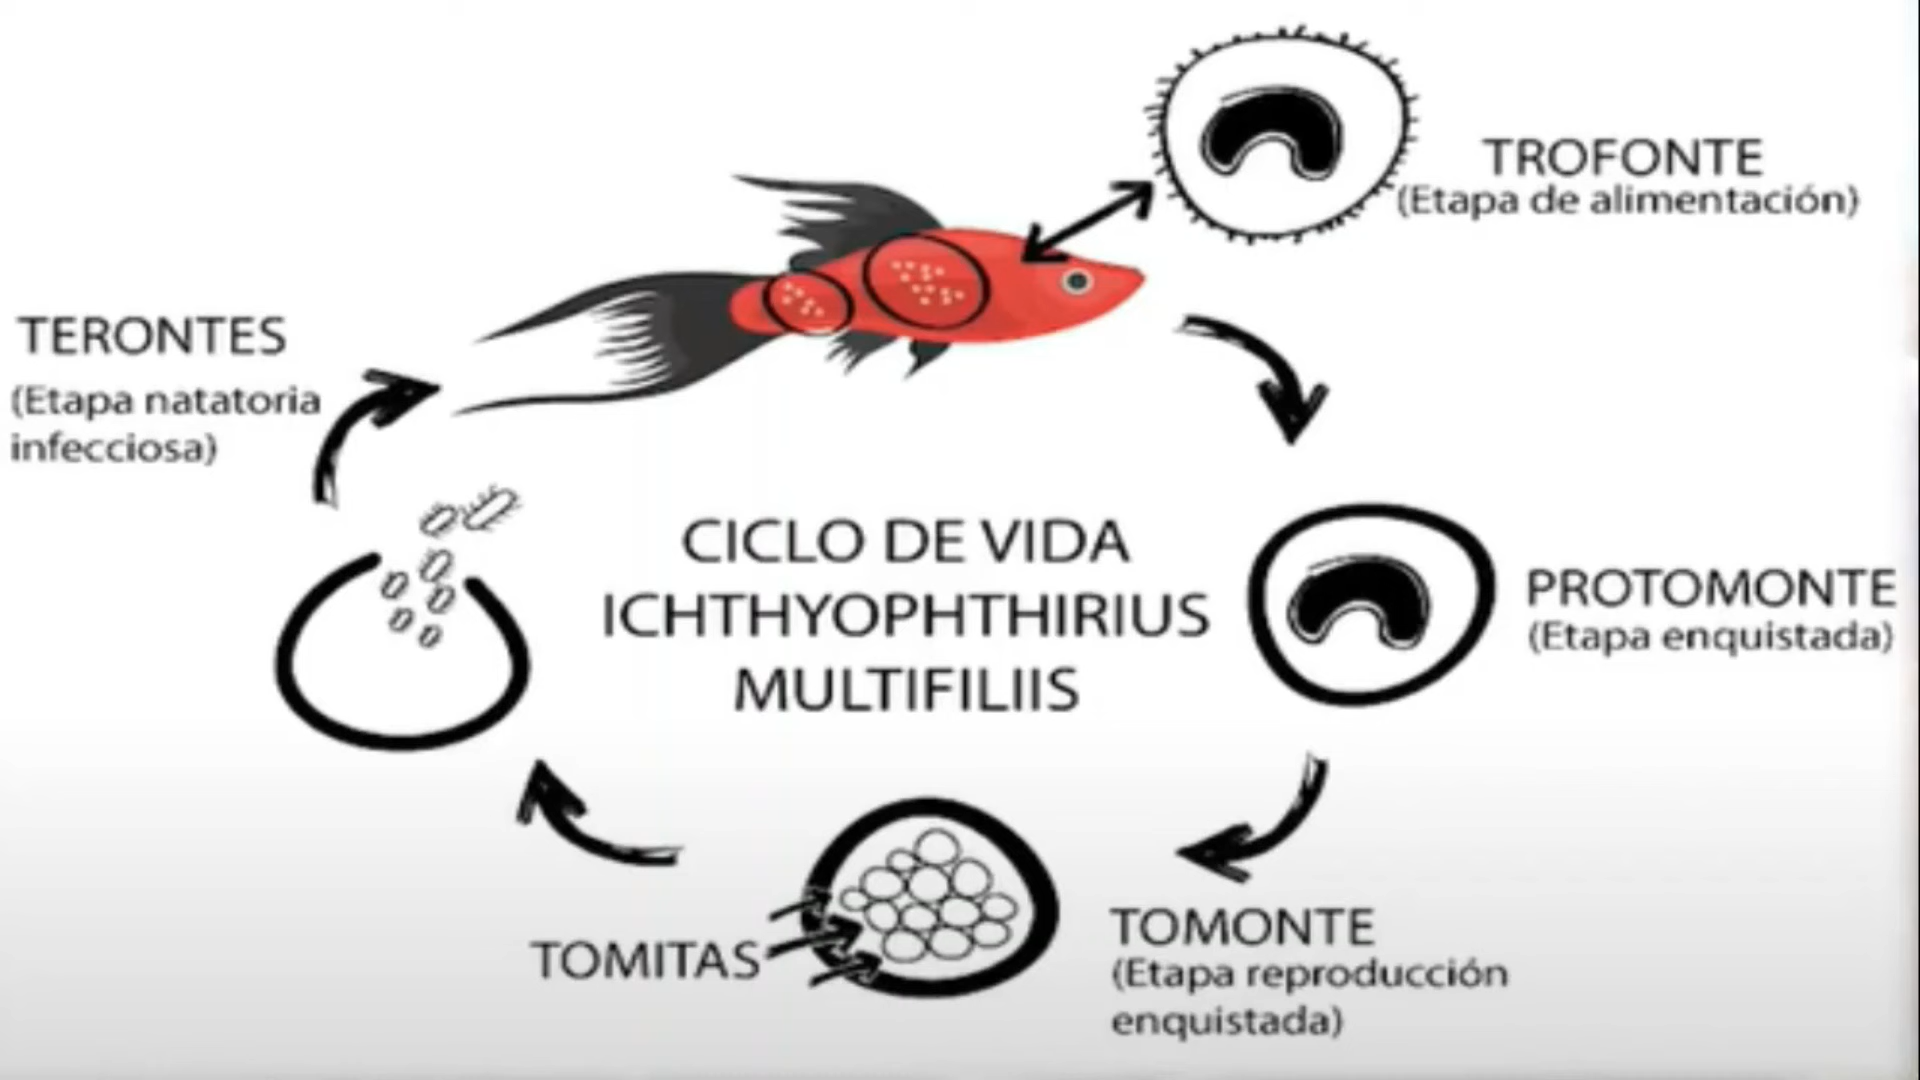 TROFONTE
(Etapa de alimentación)
TERONTES
(Etapa natatoria
infecciosa)
CICLO DE VIDA
ICHTHYOPHTHIRIUS
MULTIFILIIS
PROTOMONTE
(Etapa enquistada)
TOMITAS
TOMONTE
(Etapa reproducción
enquistada)